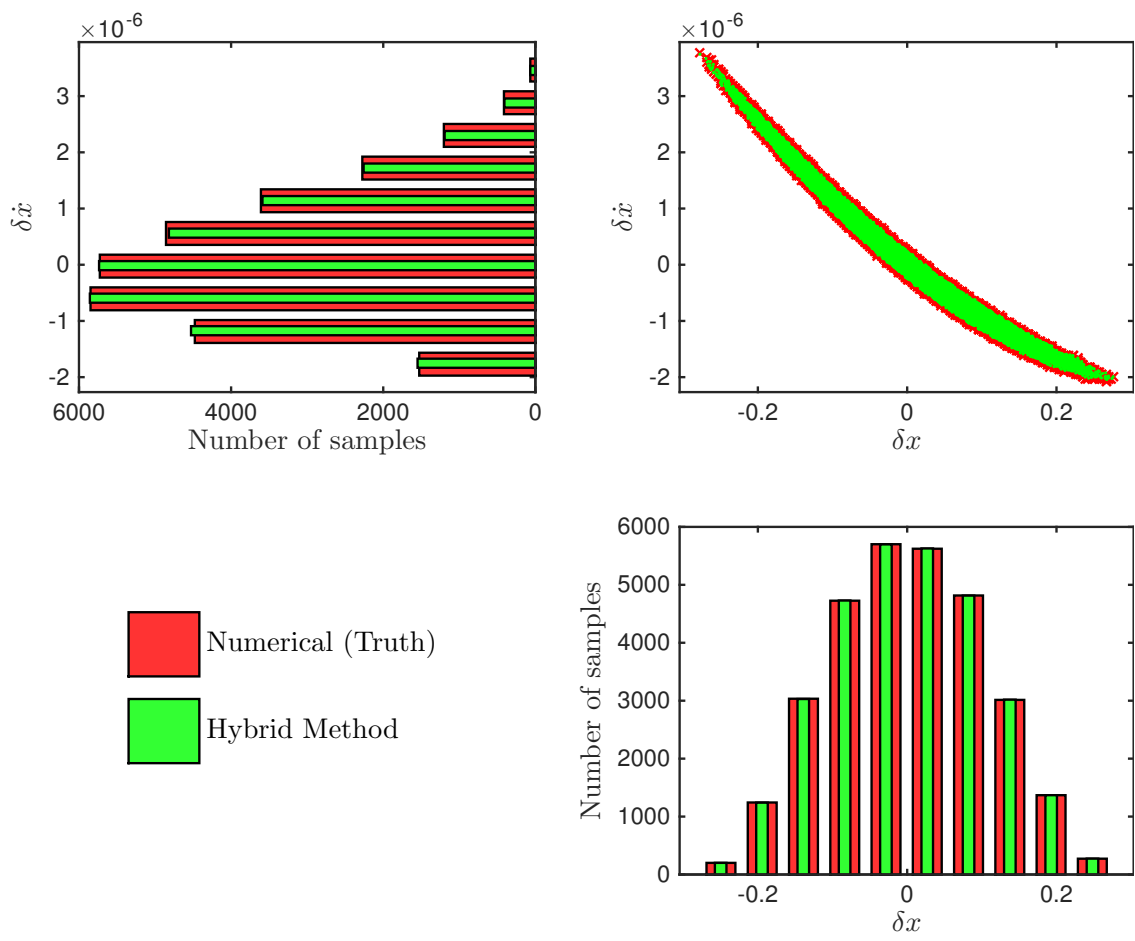 ×10⁻⁶
3
2
1
0
-1
-2
δẋ
6000 4000 2000 0
Number of samples
×10⁻⁶
3
2
1
0
-1
-2
δẋ
-0.2 0 0.2
δx
Numerical (Truth)
Hybrid Method
6000
5000
4000
3000
2000
1000
0
Number of samples
-0.2 0 0.2
δx